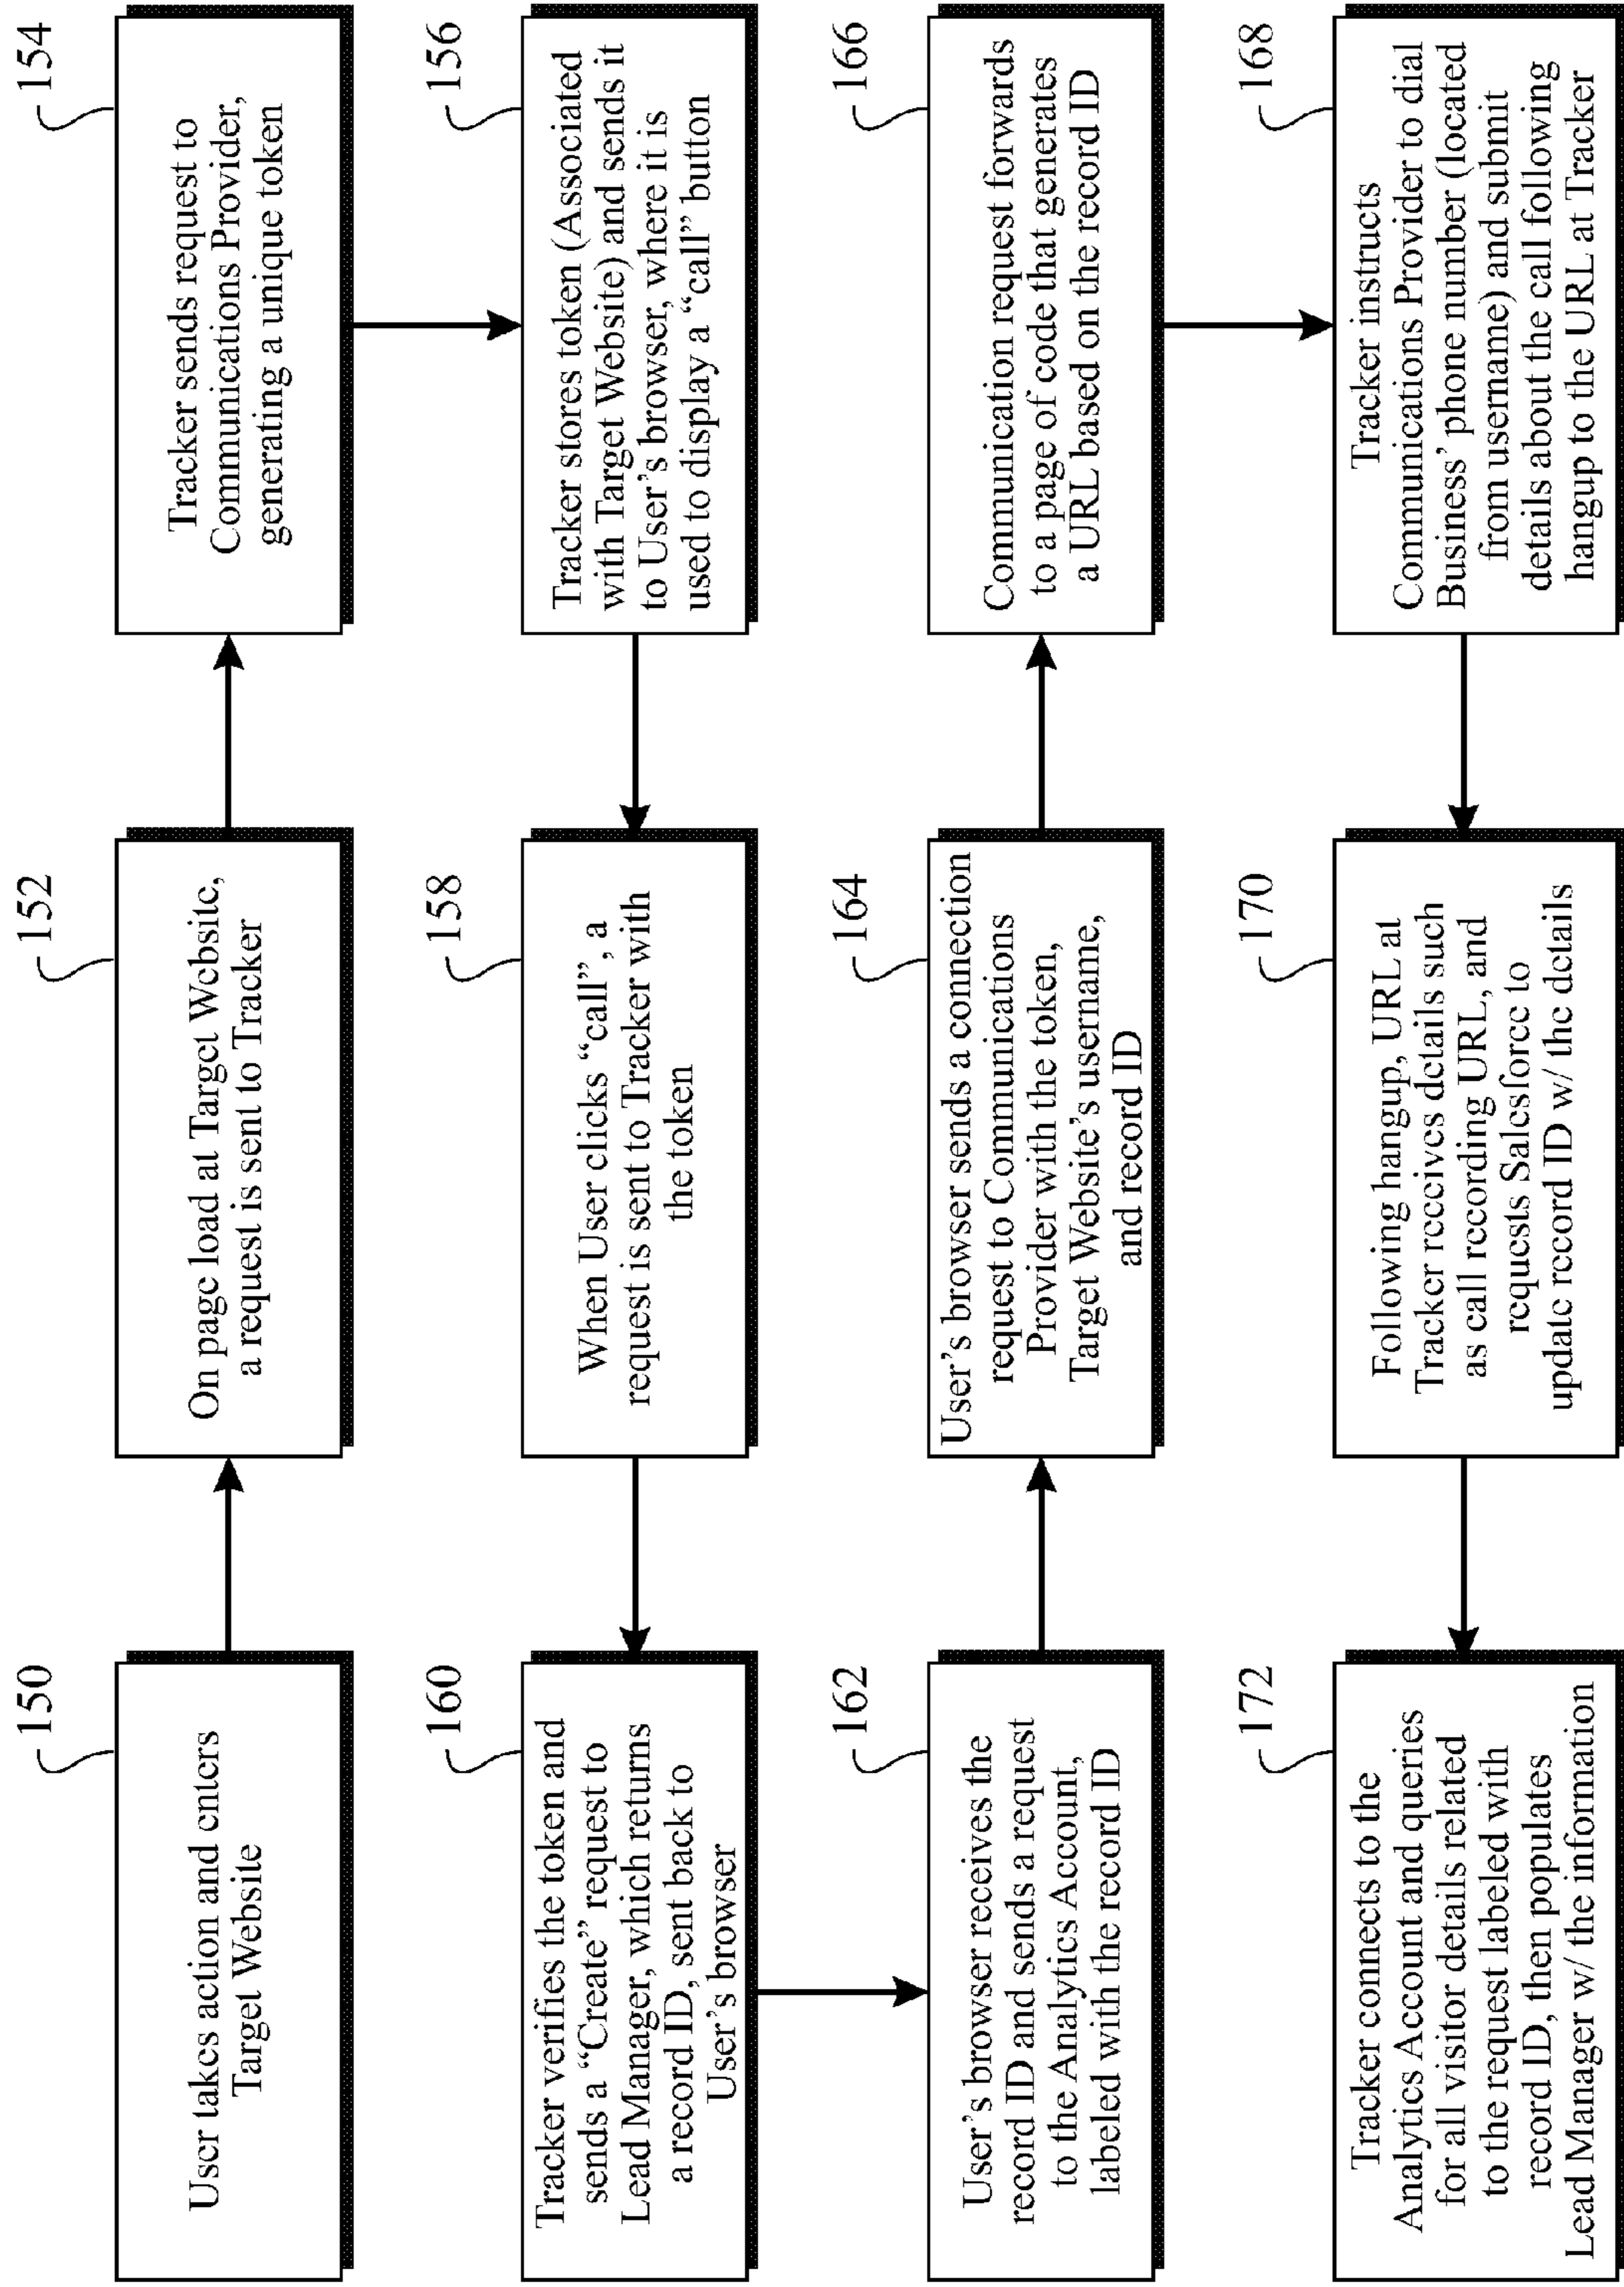 150
User takes action and enters
Target Website
152
On page load at Target Website,
a request is sent to Tracker
154
Tracker sends request to
Communications Provider,
generating a unique token
156
Tracker stores token (Associated
with Target Website) and sends it
to User's browser, where it is
used to display a “call” button
158
When User clicks “call”, a
request is sent to Tracker with
the token
160
Tracker verifies the token and
sends a “Create” request to
Lead Manager, which returns
a record ID, sent back to
User's browser
162
User's browser receives the
record ID and sends a request
to the Analytics Account,
labeled with the record ID
164
User's browser sends a connection
request to Communications
Provider with the token,
Target Website's username,
and record ID
166
Communication request forwards
to a page of code that generates
a URL based on the record ID
168
Tracker instructs
Communications Provider to dial
Business' phone number (located
from username) and submit
details about the call following
hangup to the URL at Tracker
170
Following hangup, URL at
Tracker receives details such
as call recording URL, and
requests Salesforce to
update record ID w/ the details
172
Tracker connects to the
Analytics Account and queries
for all visitor details related
to the request labeled with
record ID, then populates
Lead Manager w/ the information